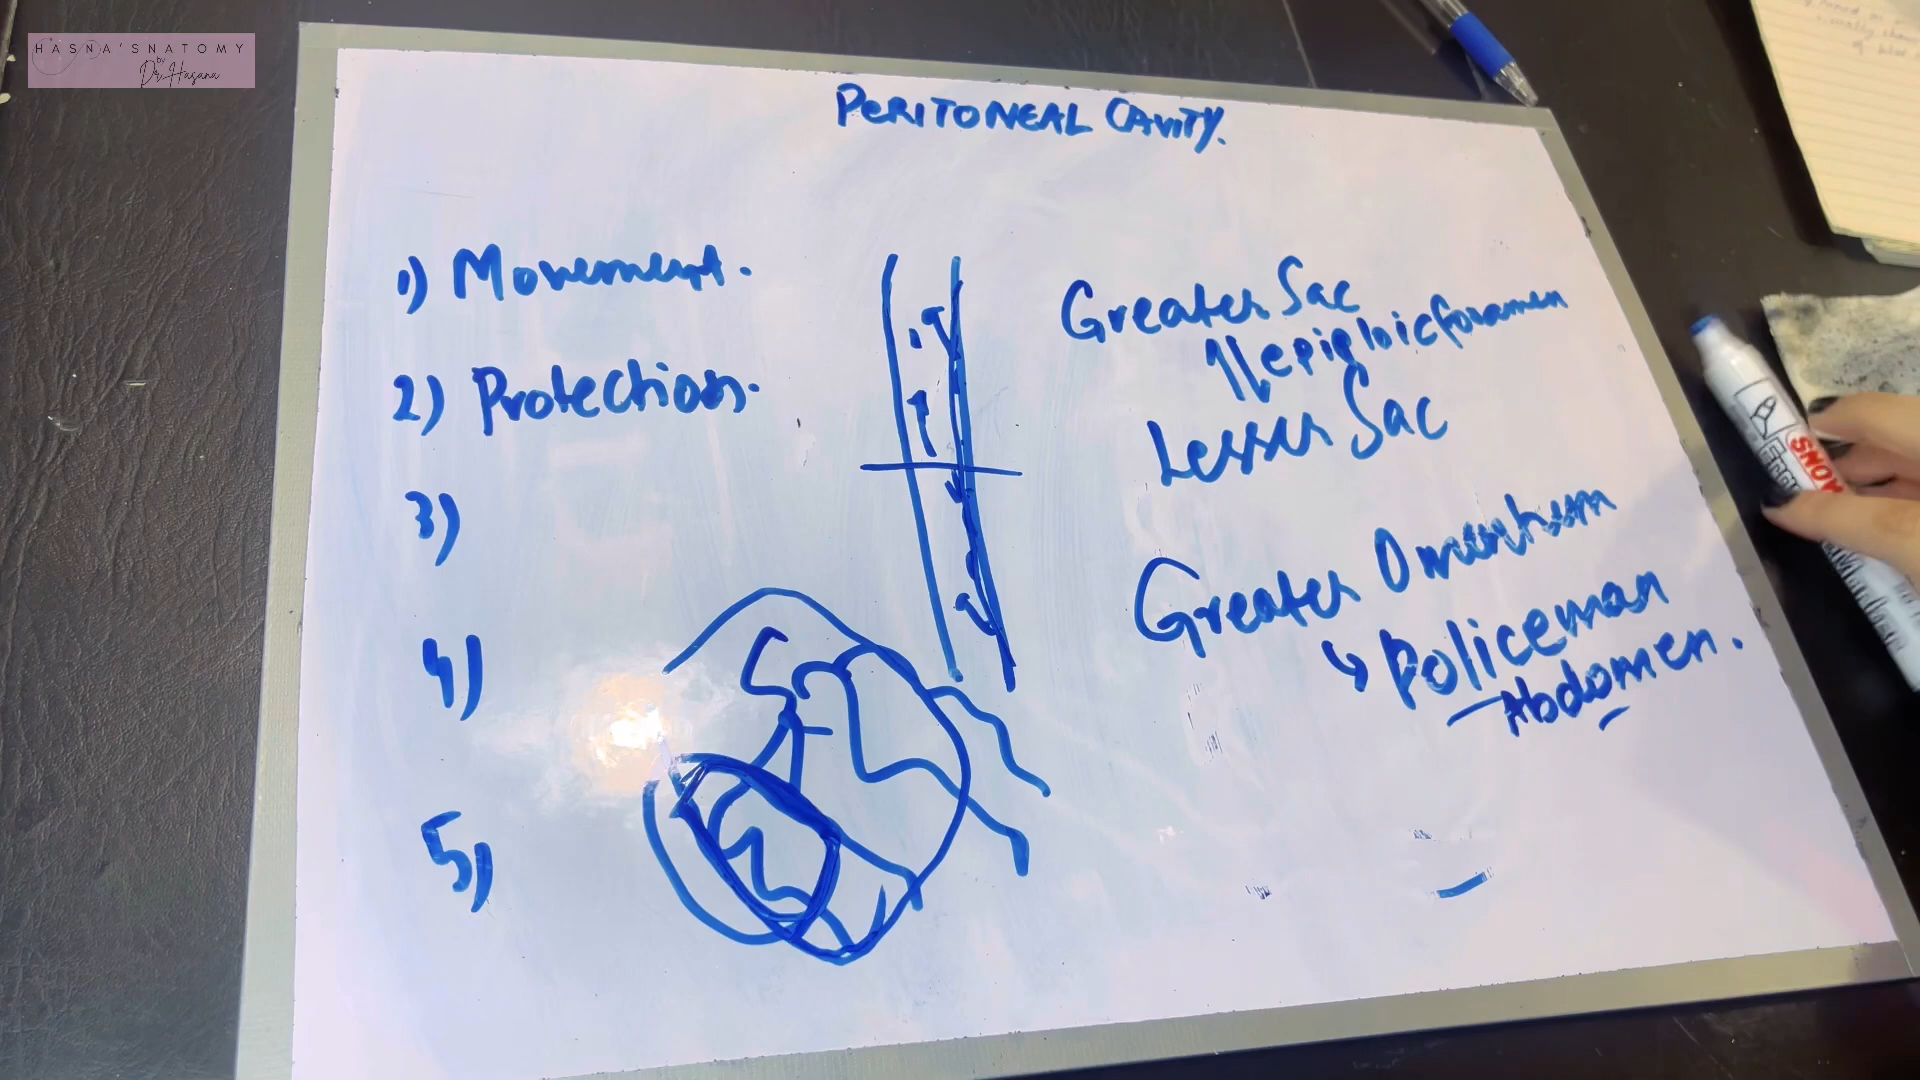 HASNA'SNATOMY
by
Dr Hasana
PERITONEAL CAVITY.
1) Movement.
2) Protection.
3)
4)
5)
Greater Sac
epiploic foramen
Lesser Sac
Greater Omentum
↳ Policeman
Abdomen.
SNOW